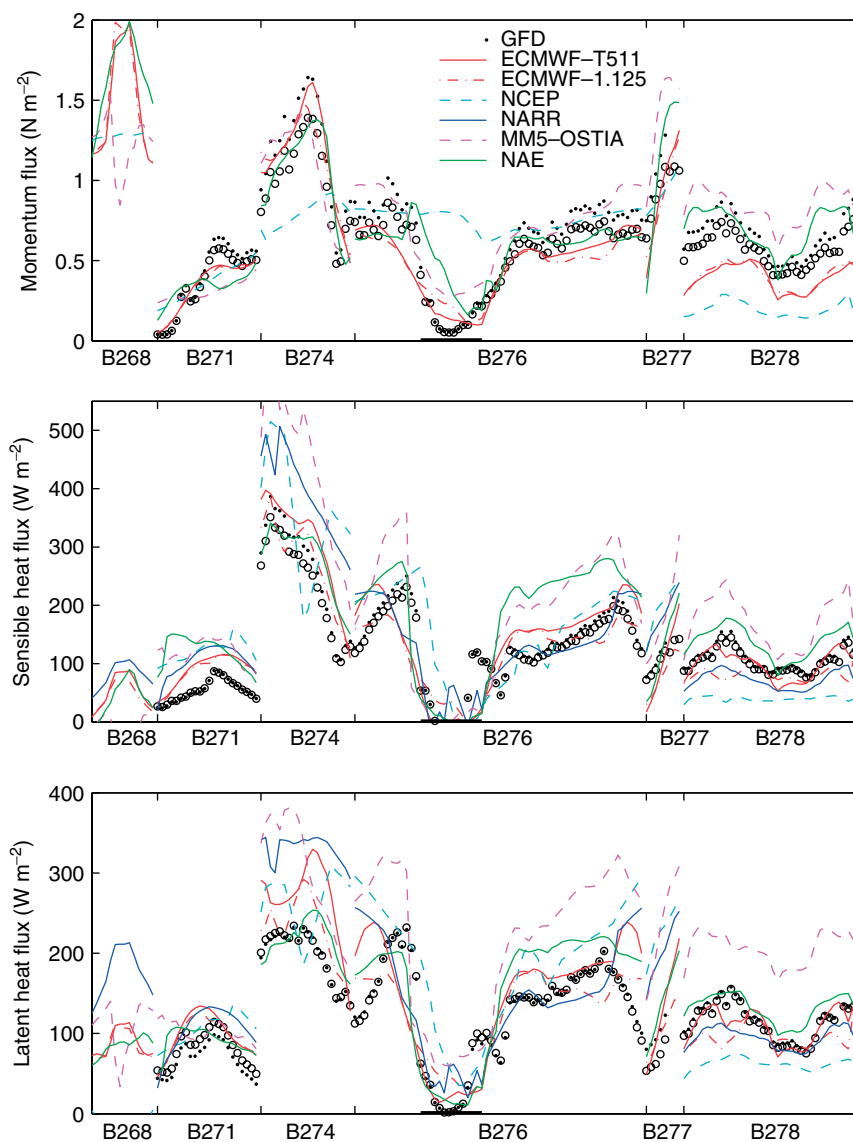 Momentum flux (N m−2)
2
1.5
1
0.5
0
GFD
ECMWF−T511
ECMWF−1.125
NCEP
NARR
MM5−OSTIA
NAE
B268 B271 B274 B276 B277 B278
Sensible heat flux (W m−2)
500
400
300
200
100
0
B268 B271 B274 B276 B277 B278
Latent heat flux (W m−2)
400
300
200
100
0
B268 B271 B274 B276 B277 B278